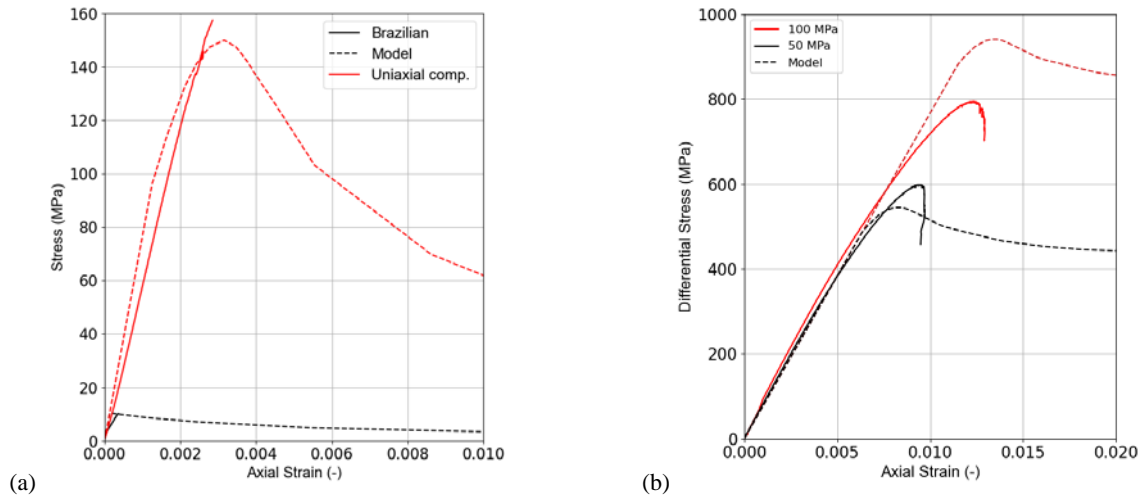 160
140
120
100
80
60
40
20
0
Stress (MPa)
Brazilian
Model
Uniaxial comp.
0.000 0.002 0.004 0.006 0.008 0.010
Axial Strain (-)
(a)
1000
800
600
400
200
0
Differential Stress (MPa)
100 MPa
50 MPa
Model
0.000 0.005 0.010 0.015 0.020
Axial Strain (-)
(b)